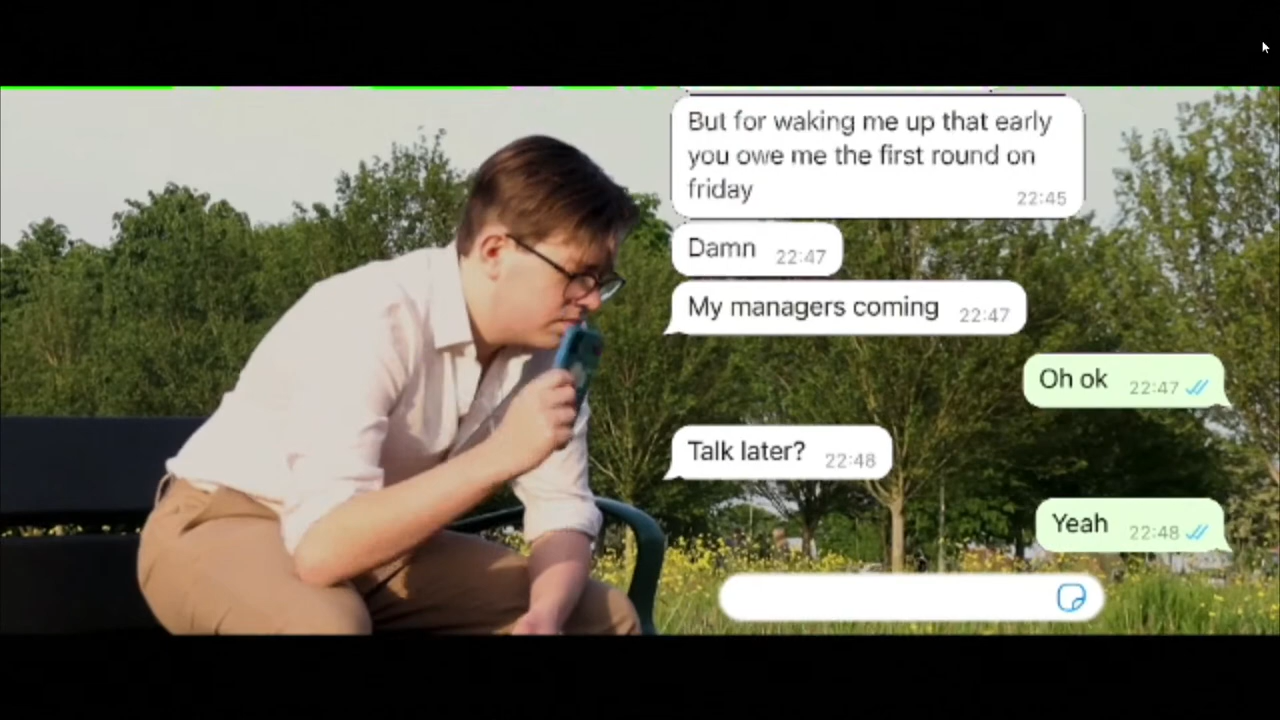 But for waking me up that early
you owe me the first round on
friday
22:45
Damn 22:47
My managers coming 22:47
Oh ok 22:47
Talk later? 22:48
Yeah 22:48